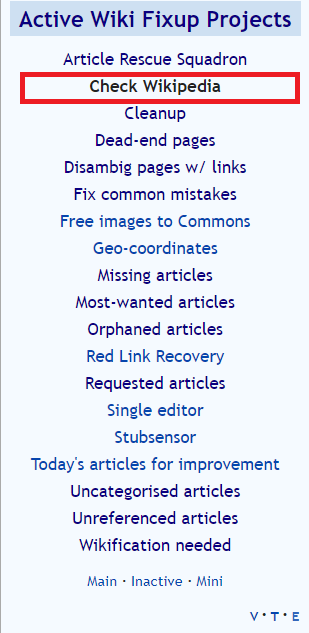 Active Wiki Fixup Projects
Article Rescue Squadron
Check Wikipedia
Cleanup
Dead-end pages
Disambig pages w/ links
Fix common mistakes
Free images to Commons
Geo-coordinates
Missing articles
Most-wanted articles
Orphaned articles
Red Link Recovery
Requested articles
Single editor
Stubsensor
Today's articles for improvement
Uncategorised articles
Unreferenced articles
Wikification needed
Main · Inactive · Mini
V · T · E